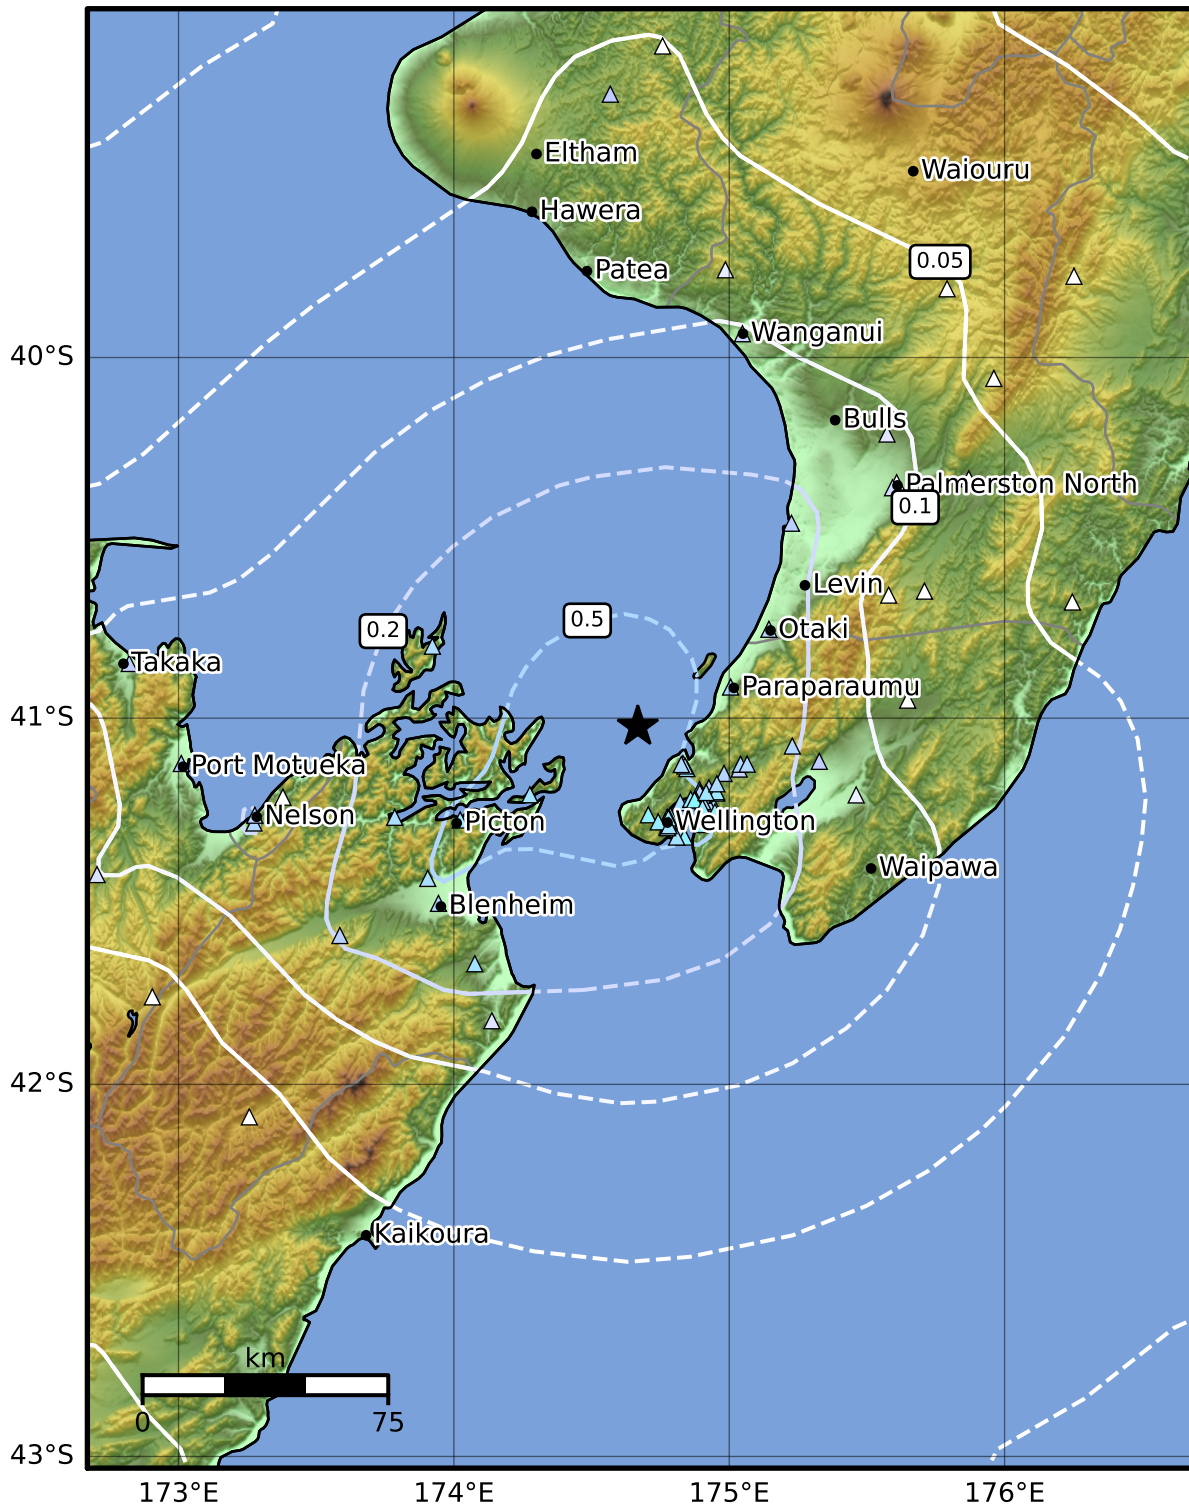 Eltham
Waiouru
Hawera
0.05
Patea
Wanganui
40°S
Bulls
Palmerston North
0.1
Levin
0.5
0.2
Otaki
Takaka
Paraparaumu
41°S
Port Motueka
Nelson
Picton
Wellington
Waipawa
Blenheim
42°S
Kaikoura
km
0
75
43°S
173°E
174°E
175°E
176°E